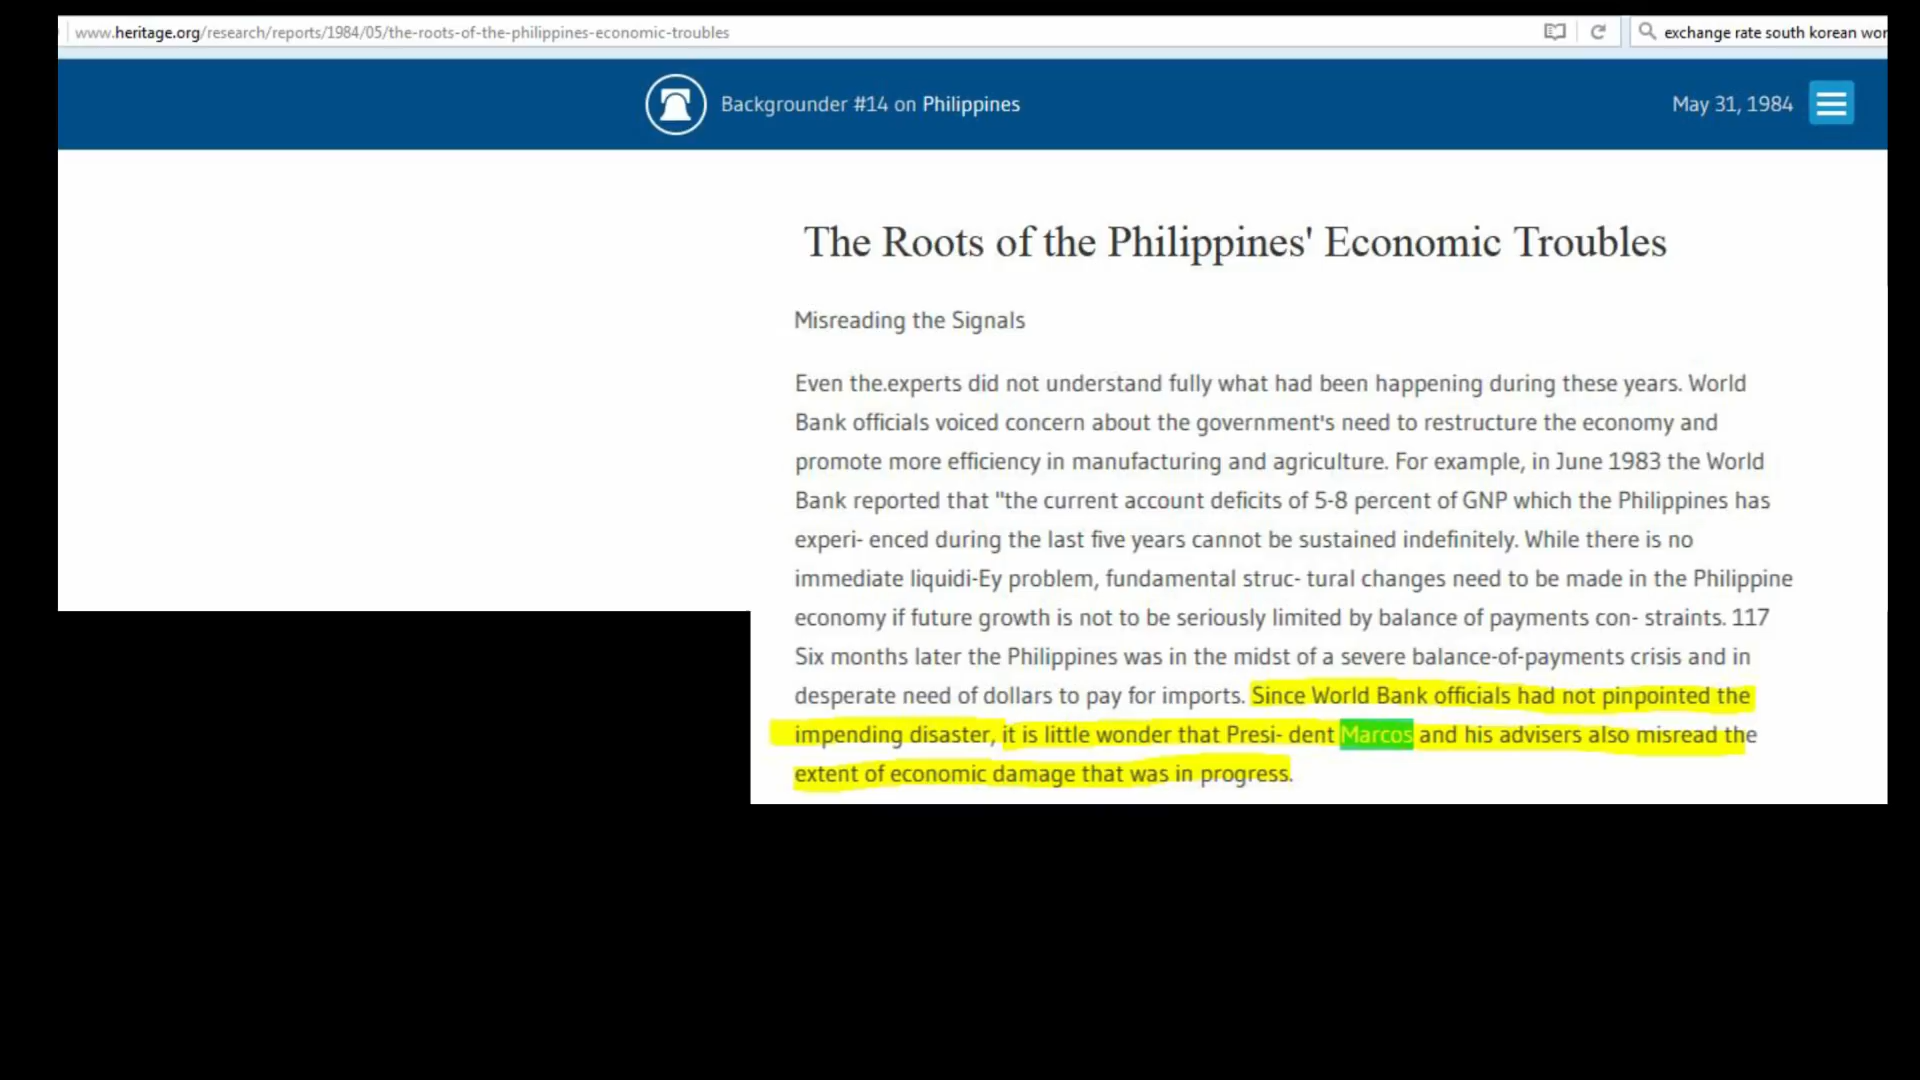 www.heritage.org/research/reports/1984/05/the-roots-of-the-philippines-economic-troubles
exchange rate south korean wor
Backgrounder #14 on Philippines
May 31, 1984
The Roots of the Philippines' Economic Troubles
Misreading the Signals
Even the.experts did not understand fully what had been happening during these years. World
Bank officials voiced concern about the government's need to restructure the economy and
promote more efficiency in manufacturing and agriculture. For example, in June 1983 the World
Bank reported that "the current account deficits of 5-8 percent of GNP which the Philippines has
experi- enced during the last five years cannot be sustained indefinitely. While there is no
immediate liquidi-Ey problem, fundamental struc- tural changes need to be made in the Philippine
economy if future growth is not to be seriously limited by balance of payments con- straints. 117
Six months later the Philippines was in the midst of a severe balance-of-payments crisis and in
desperate need of dollars to pay for imports. Since World Bank officials had not pinpointed the
impending disaster, it is little wonder that Presi- dent Marcos and his advisers also misread the
extent of economic damage that was in progress.